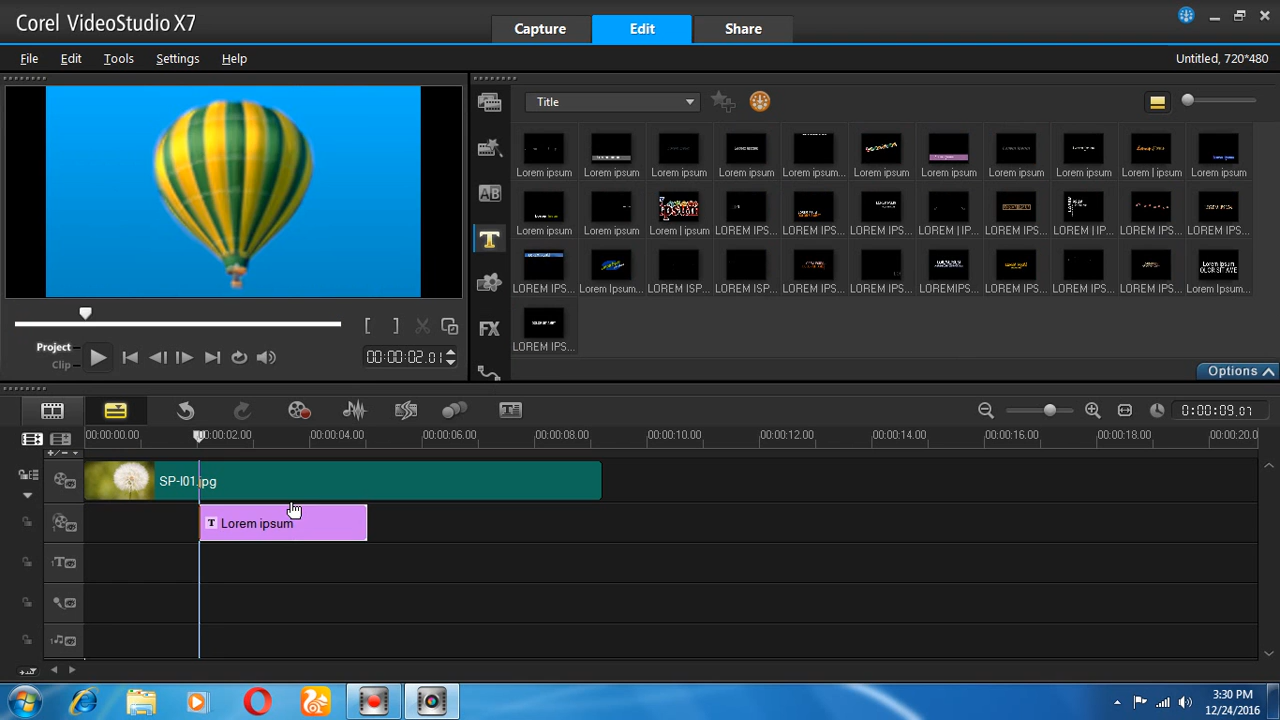 Corel VideoStudio X7
Capture
Edit
Share
File
Edit
Tools
Settings
Help
Untitled, 720*480
Title
Lorem ipsum
Lorem ipsum
Lorem ipsum
Lorem ipsum
Lorem ipsum...
Lorem ipsum
Lorem ipsum
Lorem ipsum
Lorem ipsum
Lorem | ipsum
Lorem ipsum
Lorem ipsum
Lorem ipsum
Lorem | ipsum
LOREM IPS...
LOREM IPS...
LOREM IPS...
LOREM | IP...
LOREM IPS...
LOREM IPS...
LOREM IPS...
LOREM IPS...
LOREM IPS...
Lorem Ipsum...
LOREM ISP...
LOREM ISP...
LOREM IPS...
LOREM IPS...
LOREMIPS...
LOREM IPS...
LOREM IPS...
LOREM IPS...
Lorem Ipsum...
LOREM IPS...
Options
Project
Clip
00:00:02.01
0:00:09.07
00:00:00.00
00:00:02.00
00:00:04.00
00:00:06.00
00:00:08.00
00:00:10.00
00:00:12.00
00:00:14.00
00:00:16.00
00:00:18.00
00:00:20.0
SP-I01.jpg
T Lorem ipsum
AB
T
FX
3:30 PM
12/24/2016